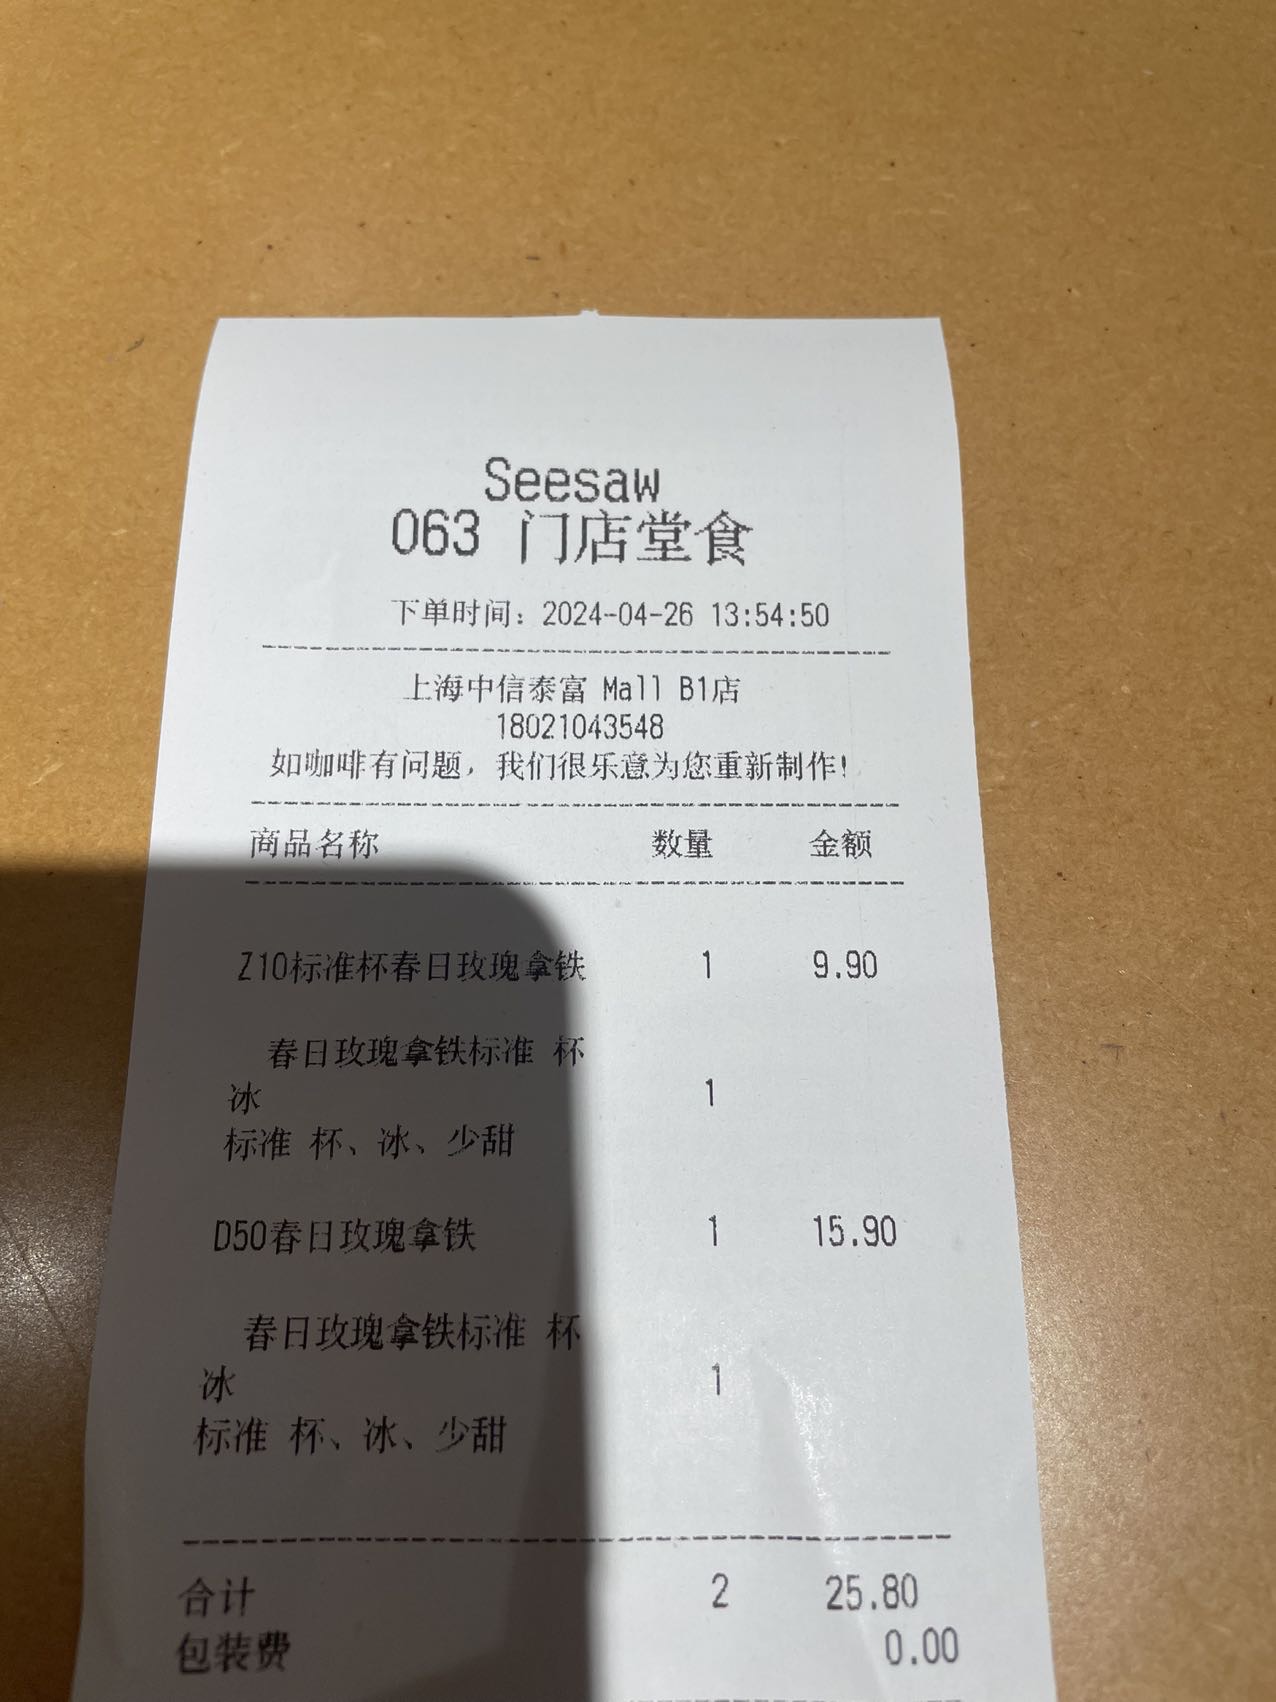 Seesaw
063 门店堂食
下单时间：2024-04-26 13:54:50
上海中信泰富 Mall B1店
18021043548
如咖啡有问题，我们很乐意为您重新制作！
商品名称 数量 金额
Z10标准杯春日玫瑰拿铁 1 9.90
春日玫瑰拿铁标准 杯
冰 1
标准 杯、冰、少甜
D50春日玫瑰拿铁 1 15.90
春日玫瑰拿铁标准 杯
冰 1
标准 杯、冰、少甜
合计 2 25.80
包装费 0.00